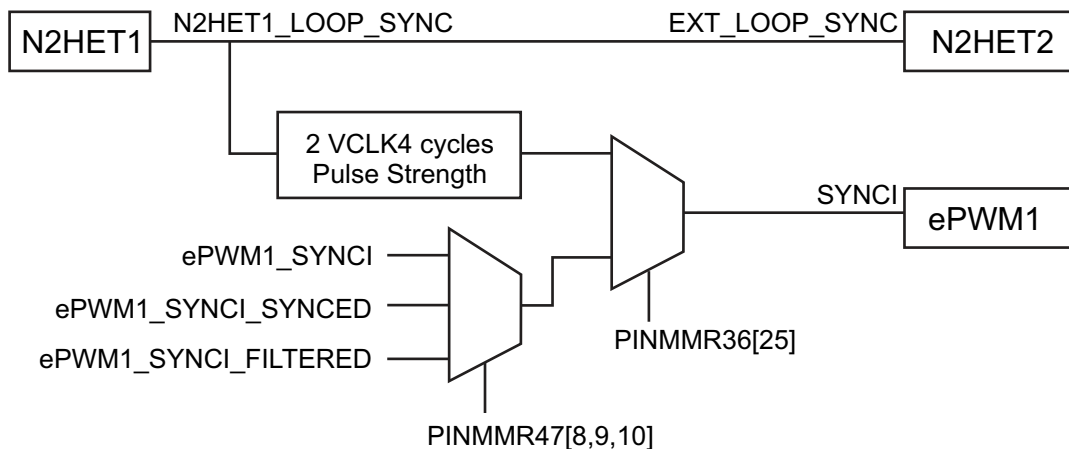 N2HET1
N2HET1_LOOP_SYNC
EXT_LOOP_SYNC
N2HET2
2 VCLK4 cycles
Pulse Strength
SYNCI
ePWM1
ePWM1_SYNCI
ePWM1_SYNCI_SYNCED
ePWM1_SYNCI_FILTERED
PINMMR36[25]
PINMMR47[8,9,10]